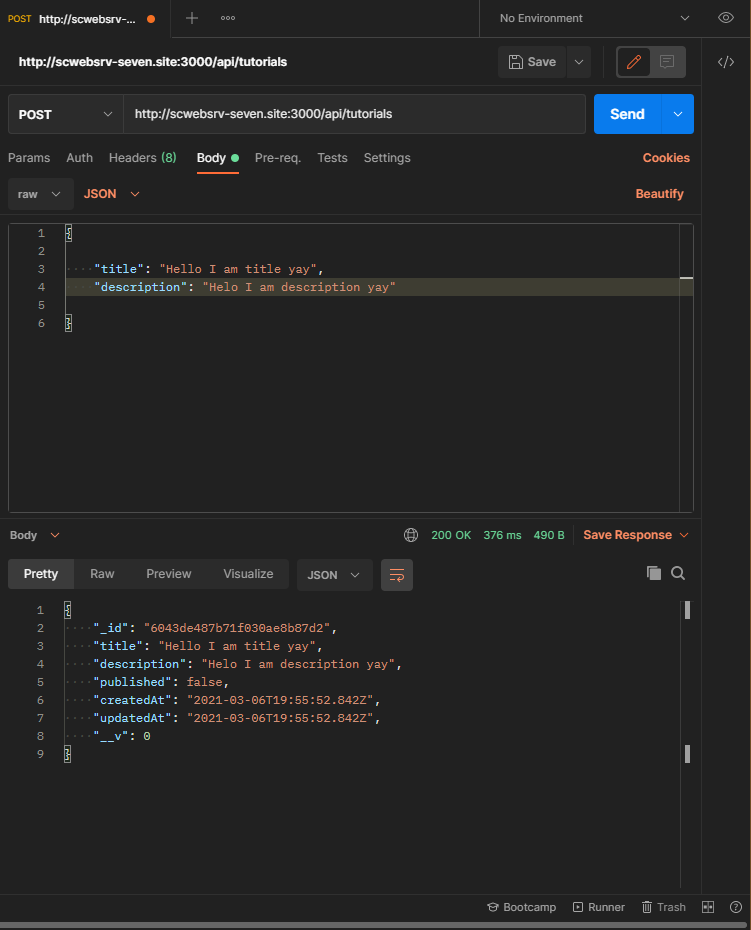 POST http://scwebsrv-... No Environment
http://scwebsrv-seven.site:3000/api/tutorials Save
POST http://scwebsrv-seven.site:3000/api/tutorials Send
Params Auth Headers (8) Body Pre-req. Tests Settings Cookies
raw JSON Beautify
1 {
2
3 "title": "Hello I am title yay",
4 "description": "Helo I am description yay"
5
6 }
Body 200 OK 376 ms 490 B Save Response
Pretty Raw Preview Visualize JSON
1 {
2 "_id": "6043de487b71f030ae8b87d2",
3 "title": "Hello I am title yay",
4 "description": "Helo I am description yay",
5 "published": false,
6 "createdAt": "2021-03-06T19:55:52.842Z",
7 "updatedAt": "2021-03-06T19:55:52.842Z",
8 "__v": 0
9 }
Bootcamp Runner Trash